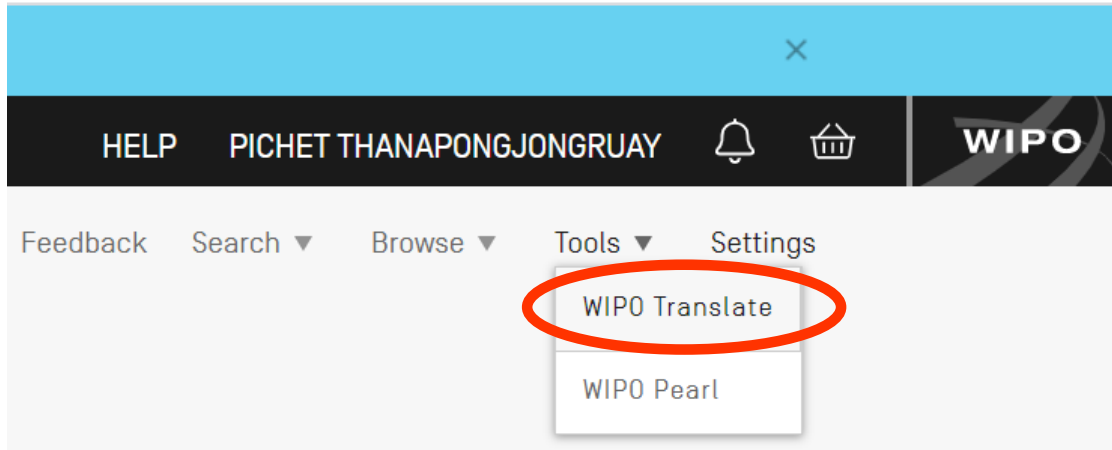 HELP PICHET THANAPONGJONGRUAY WIPO
Feedback Search ▼ Browse ▼ Tools ▼ Settings
WIPO Translate
WIPO Pearl